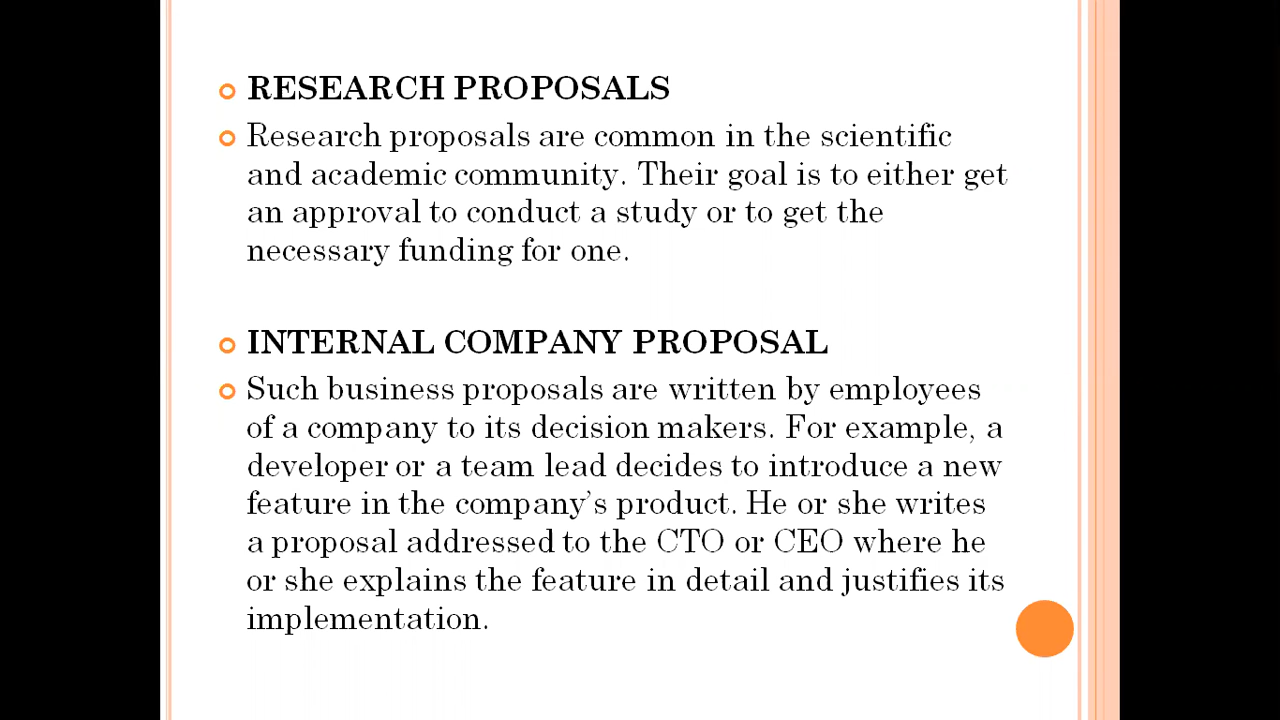 RESEARCH PROPOSALS
Research proposals are common in the scientific
and academic community. Their goal is to either get
an approval to conduct a study or to get the
necessary funding for one.
INTERNAL COMPANY PROPOSAL
Such business proposals are written by employees
of a company to its decision makers. For example, a
developer or a team lead decides to introduce a new
feature in the company's product. He or she writes
a proposal addressed to the CTO or CEO where he
or she explains the feature in detail and justifies its
implementation.